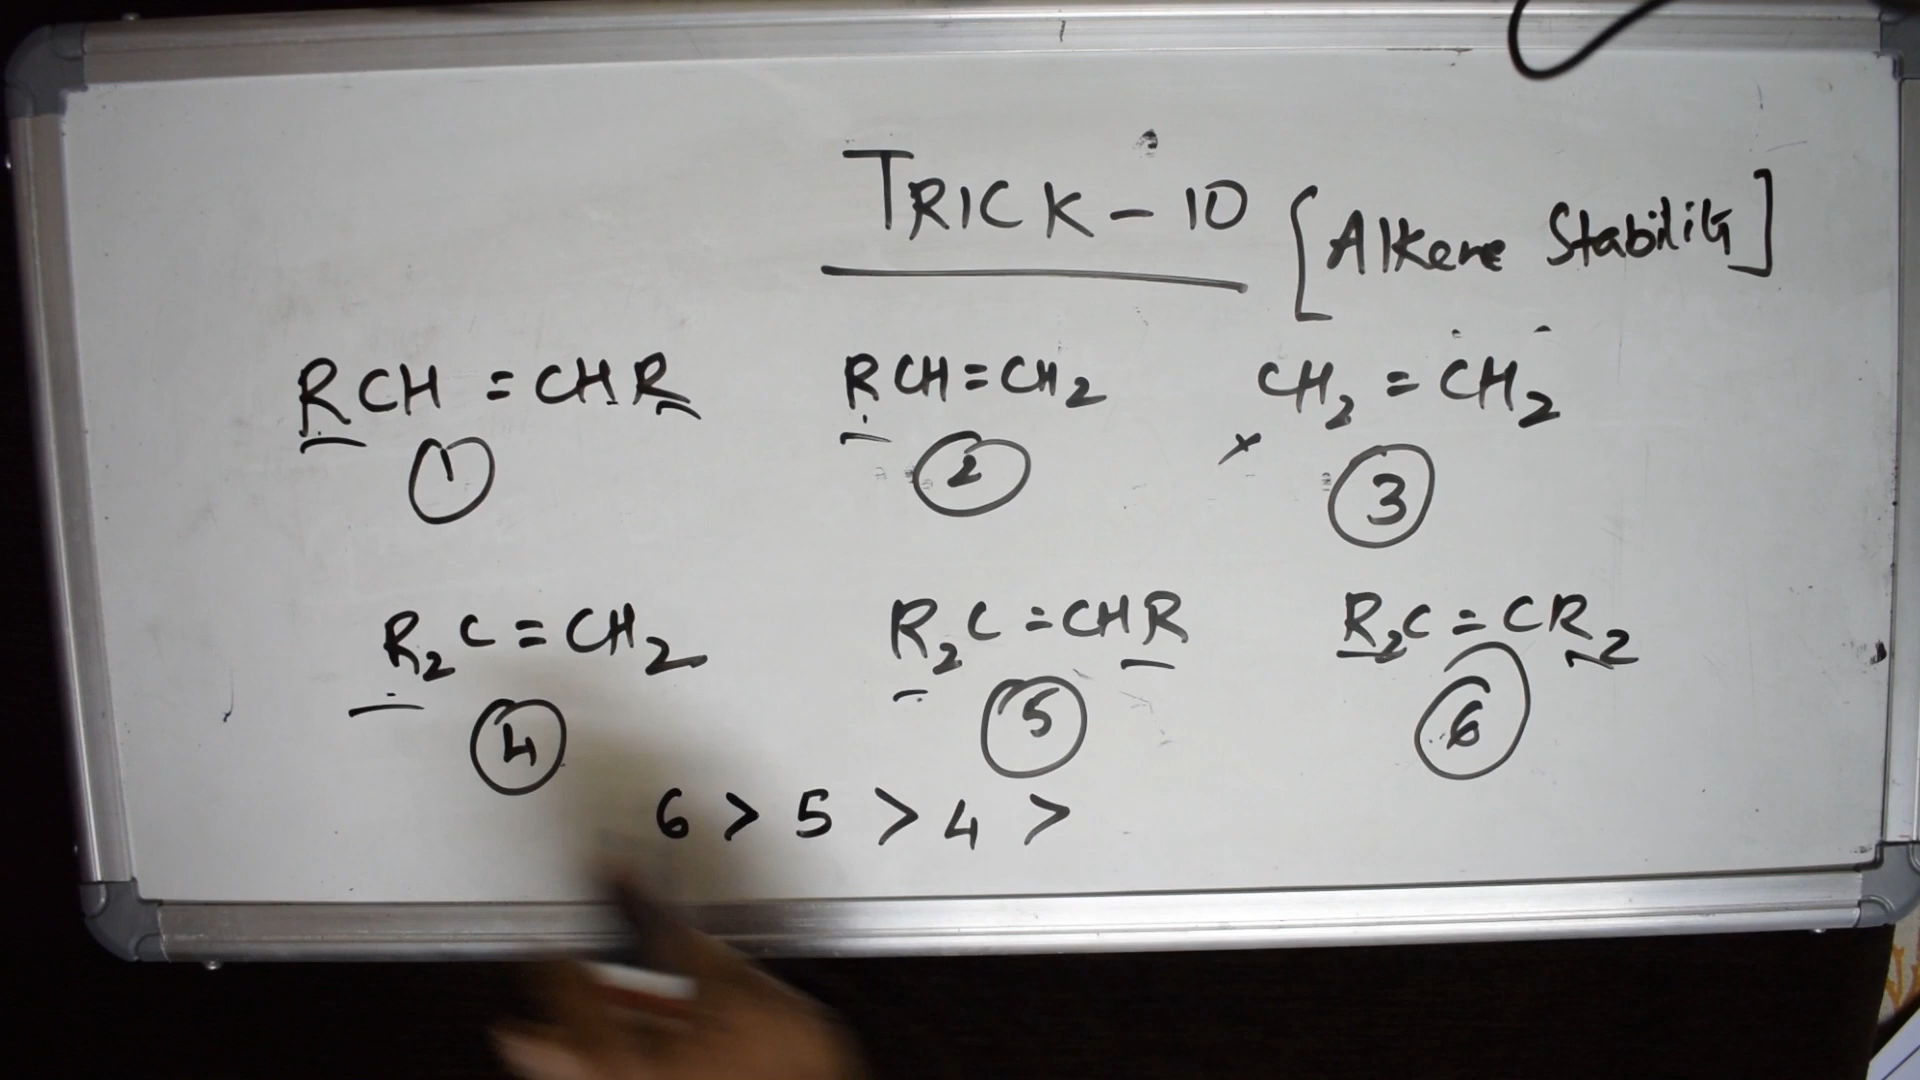 TRICK-10 [Alkene Stability]
RCH=CHR RCH=CH2 CH2=CH2
1 2 3
R2C=CH2 R2C=CHR R2C=CR2
4 5 6
6 > 5 > 4 >